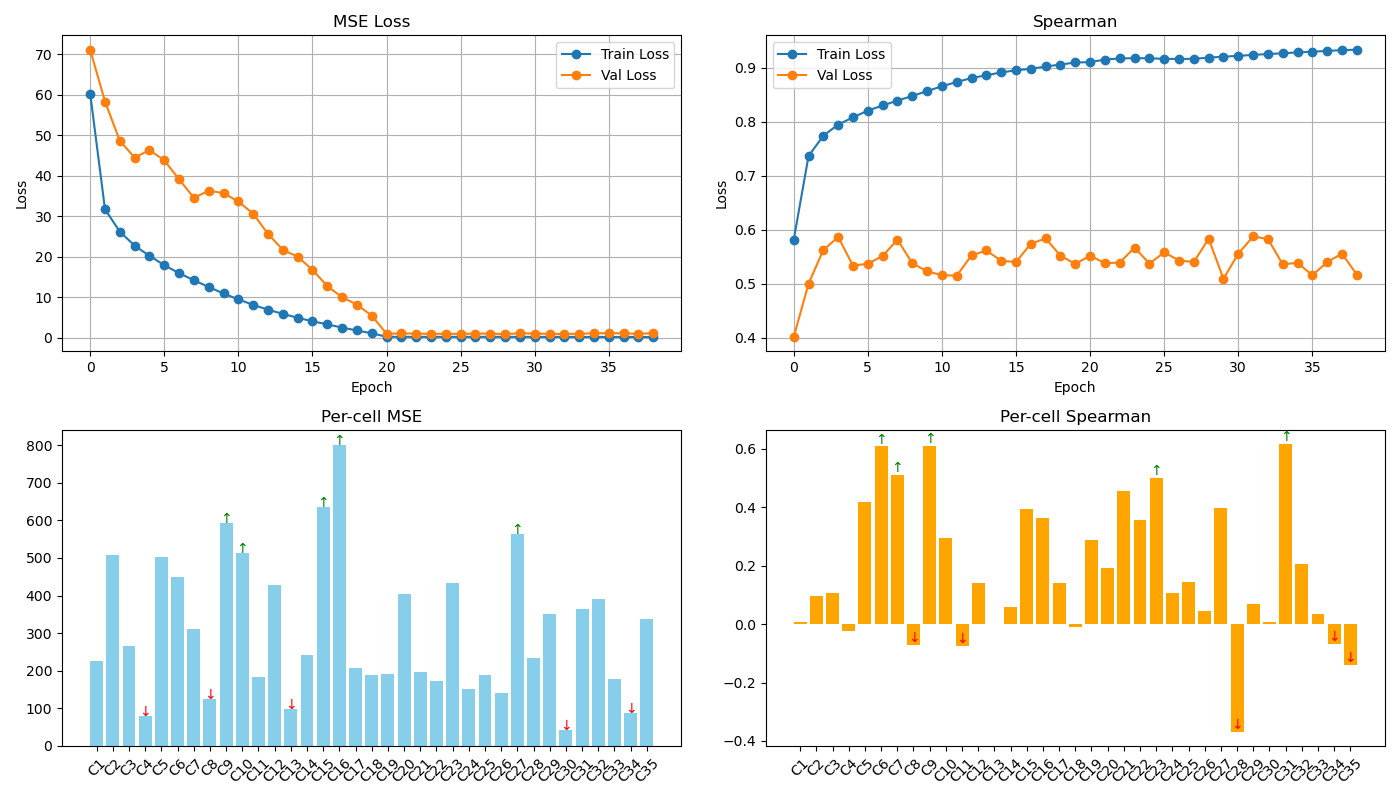 MSE Loss
Train Loss
Val Loss
Loss
70
60
50
40
30
20
10
0
0 5 10 15 20 25 30 35
Epoch
Spearman
Train Loss
Val Loss
Loss
0.9
0.8
0.7
0.6
0.5
0.4
0 5 10 15 20 25 30 35
Epoch
Per-cell MSE
800
700
600
500
400
300
200
100
0
↑ ↑ ↑ ↑ ↑
↓ ↓ ↓ ↓ ↓
C1 C2 C3 C4 C5 C6 C7 C8 C9 C10 C11 C12 C13 C14 C15 C16 C17 C18 C19 C20 C21 C22 C23 C24 C25 C26 C27 C28 C29 C30 C31 C32 C33 C34 C35
Per-cell Spearman
0.6
0.4
0.2
0.0
−0.2
−0.4
↑ ↑ ↑ ↑ ↑
↓ ↓ ↓ ↓ ↓
C1 C2 C3 C4 C5 C6 C7 C8 C9 C10 C11 C12 C13 C14 C15 C16 C17 C18 C19 C20 C21 C22 C23 C24 C25 C26 C27 C28 C29 C30 C31 C32 C33 C34 C35